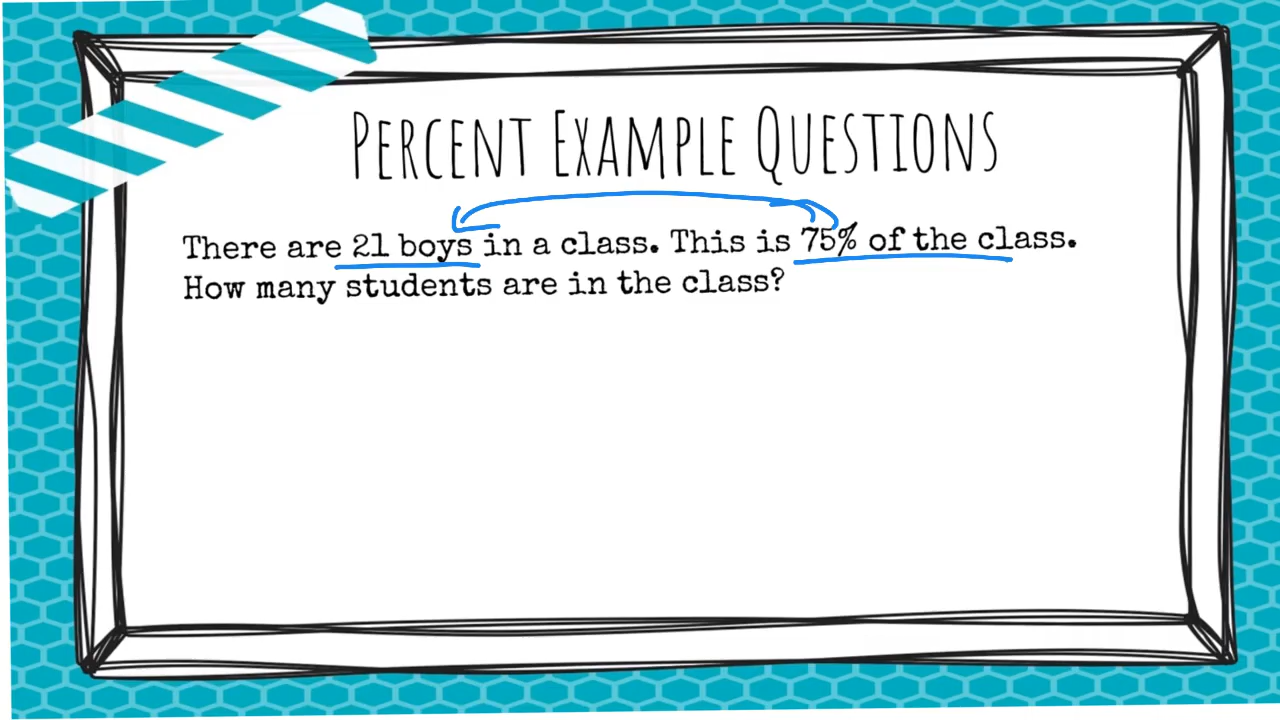 Percent Example Questions
There are 21 boys in a class. This is 75% of the class.
How many students are in the class?